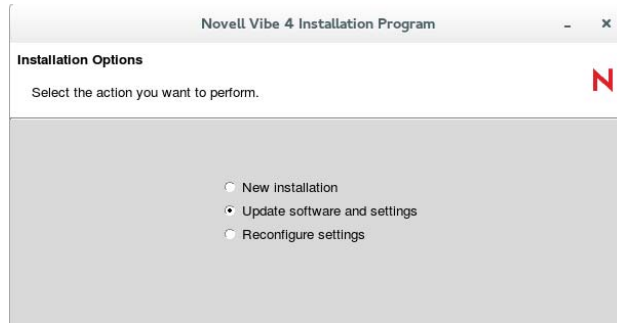 Novell Vibe 4 Installation Program
Installation Options
Select the action you want to perform.
N
New installation
Update software and settings
Reconfigure settings